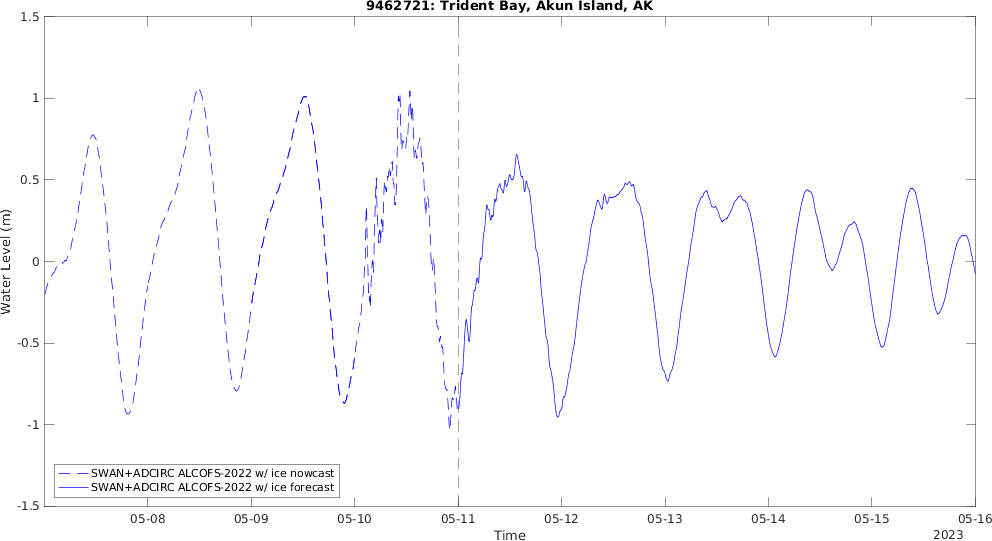 9462721: Trident Bay, Akun Island, AK
1.5
1
0.5
0
-0.5
-1
-1.5
Water Level (m)
SWAN+ADCIRC ALCOFS-2022 w/ ice nowcast
SWAN+ADCIRC ALCOFS-2022 w/ ice forecast
05-08 05-09 05-10 05-11 05-12 05-13 05-14 05-15 05-16
Time
2023